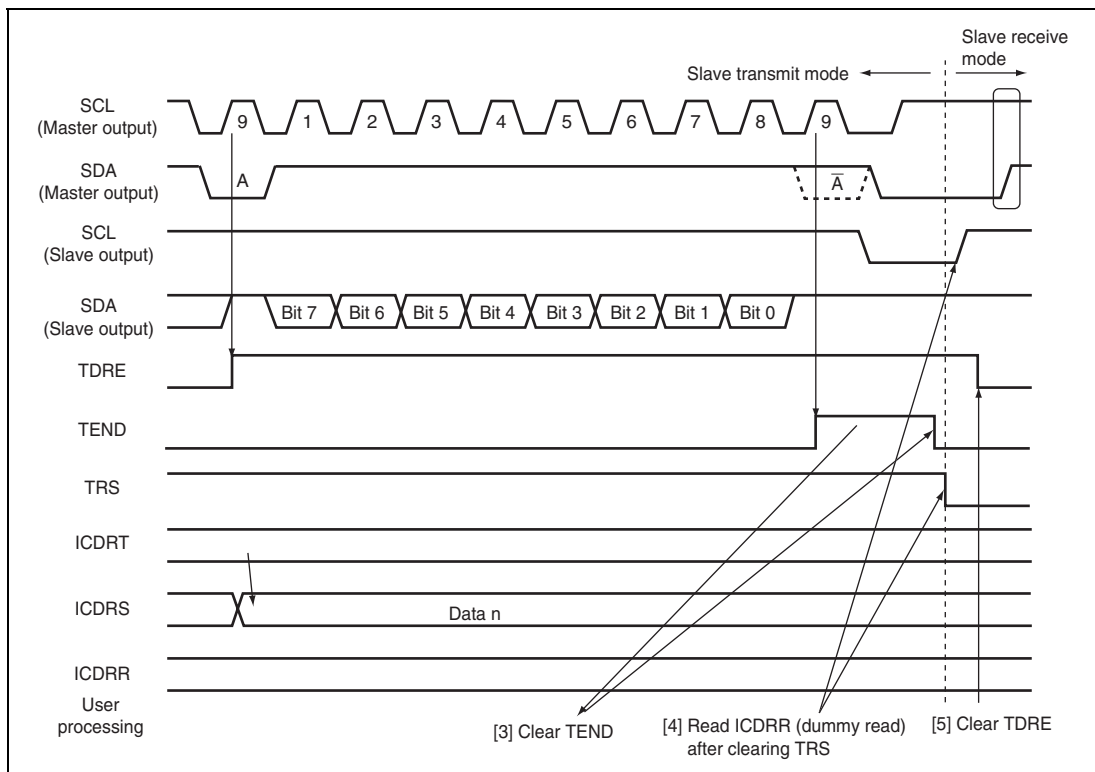 Slave receive
mode
Slave transmit mode
SCL
(Master output)
9 1 2 3 4 5 6 7 8 9
SDA
(Master output)
A A̅
SCL
(Slave output)
SDA
(Slave output)
Bit 7 Bit 6 Bit 5 Bit 4 Bit 3 Bit 2 Bit 1 Bit 0
TDRE
TEND
TRS
ICDRT
ICDRS
Data n
ICDRR
User
processing
[3] Clear TEND
[4] Read ICDRR (dummy read)
after clearing TRS
[5] Clear TDRE